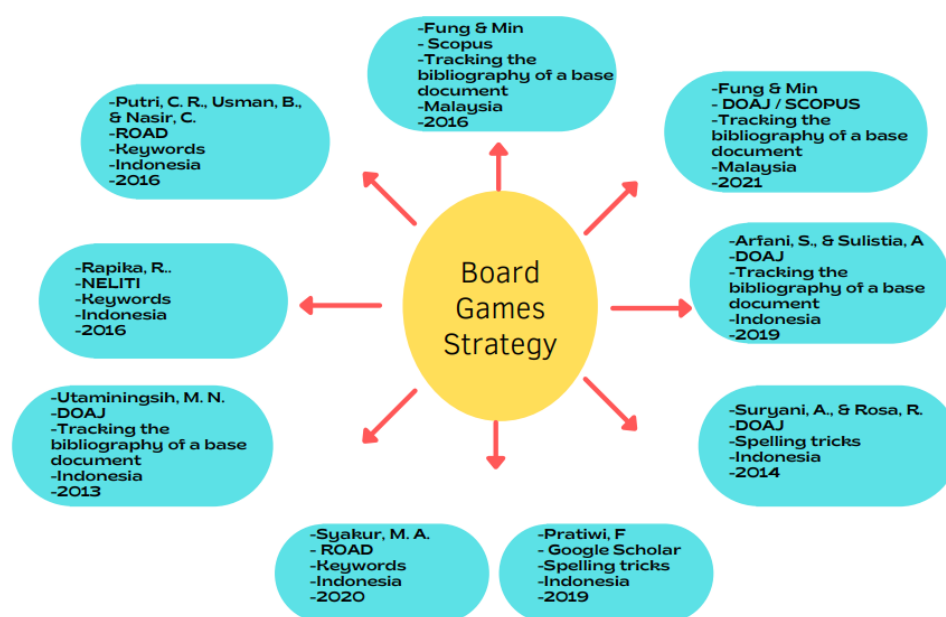 -Fung & Min
- Scopus
-Tracking the
bibliography of a base
document
-Malaysia
-2016
-Putri, C. R., Usman, B.,
& Nasir, C.
-ROAD
-Keywords
-Indonesia
-2016
-Fung & Min
- DOAJ / SCOPUS
-Tracking the
bibliography of a base
document
-Malaysia
-2021
-Rapika, R..
-NELITI
-Keywords
-Indonesia
-2016
Board
Games
Strategy
-Arfani, S., & Sulistia, A
-DOAJ
-Tracking the
bibliography of a base
document
-Indonesia
-2019
-Utaminingsih, M. N.
-DOAJ
-Tracking the
bibliography of a base
document
-Indonesia
-2013
-Suryani, A., & Rosa, R.
-DOAJ
-Spelling tricks
-Indonesia
-2014
-Syakur, M. A.
- ROAD
-Keywords
-Indonesia
-2020
-Pratiwi, F
- Google Scholar
-Spelling tricks
-Indonesia
-2019